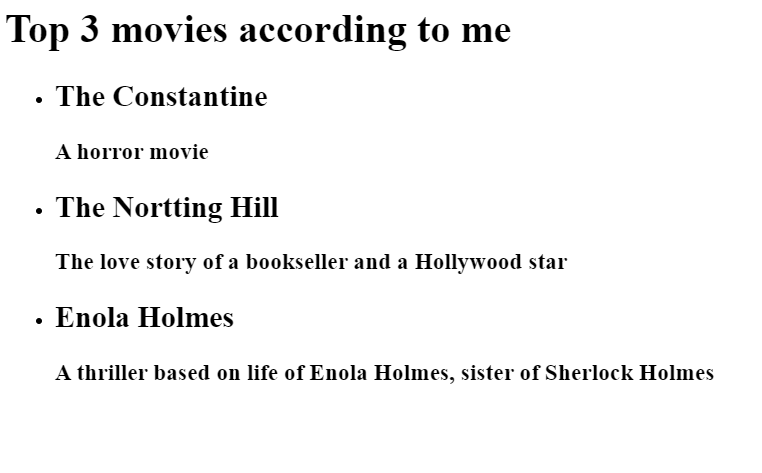 Top 3 movies according to me
The Constantine
A horror movie
The Nortting Hill
The love story of a bookseller and a Hollywood star
Enola Holmes
A thriller based on life of Enola Holmes, sister of Sherlock Holmes